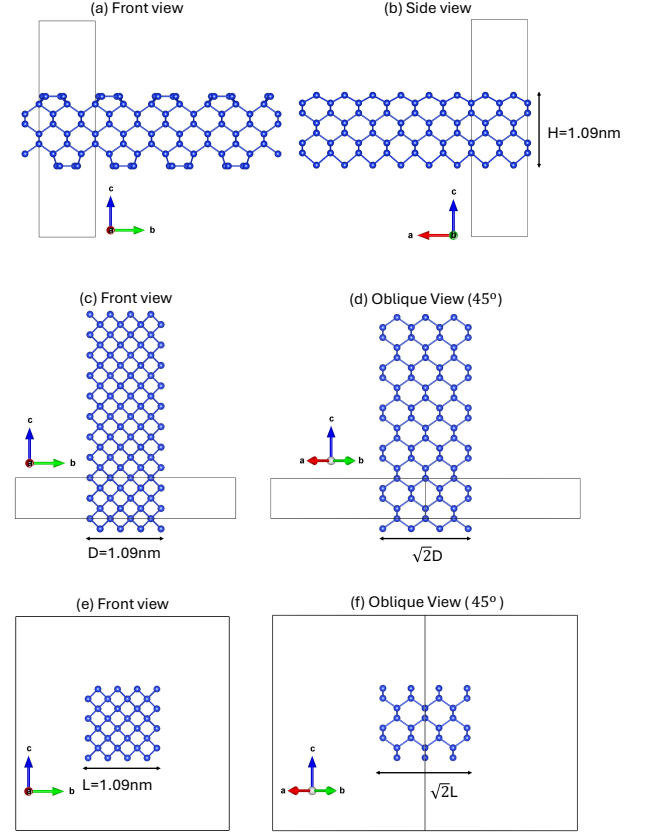 (a) Front view
(b) Side view
H=1.09nm
c
a
b
c
a
b
(c) Front view
(d) Oblique View (45°)
c
a
b
c
a
b
D=1.09nm
√2D
(e) Front view
(f) Oblique View ( 45° )
c
a
b
c
a
b
L=1.09nm
√2L